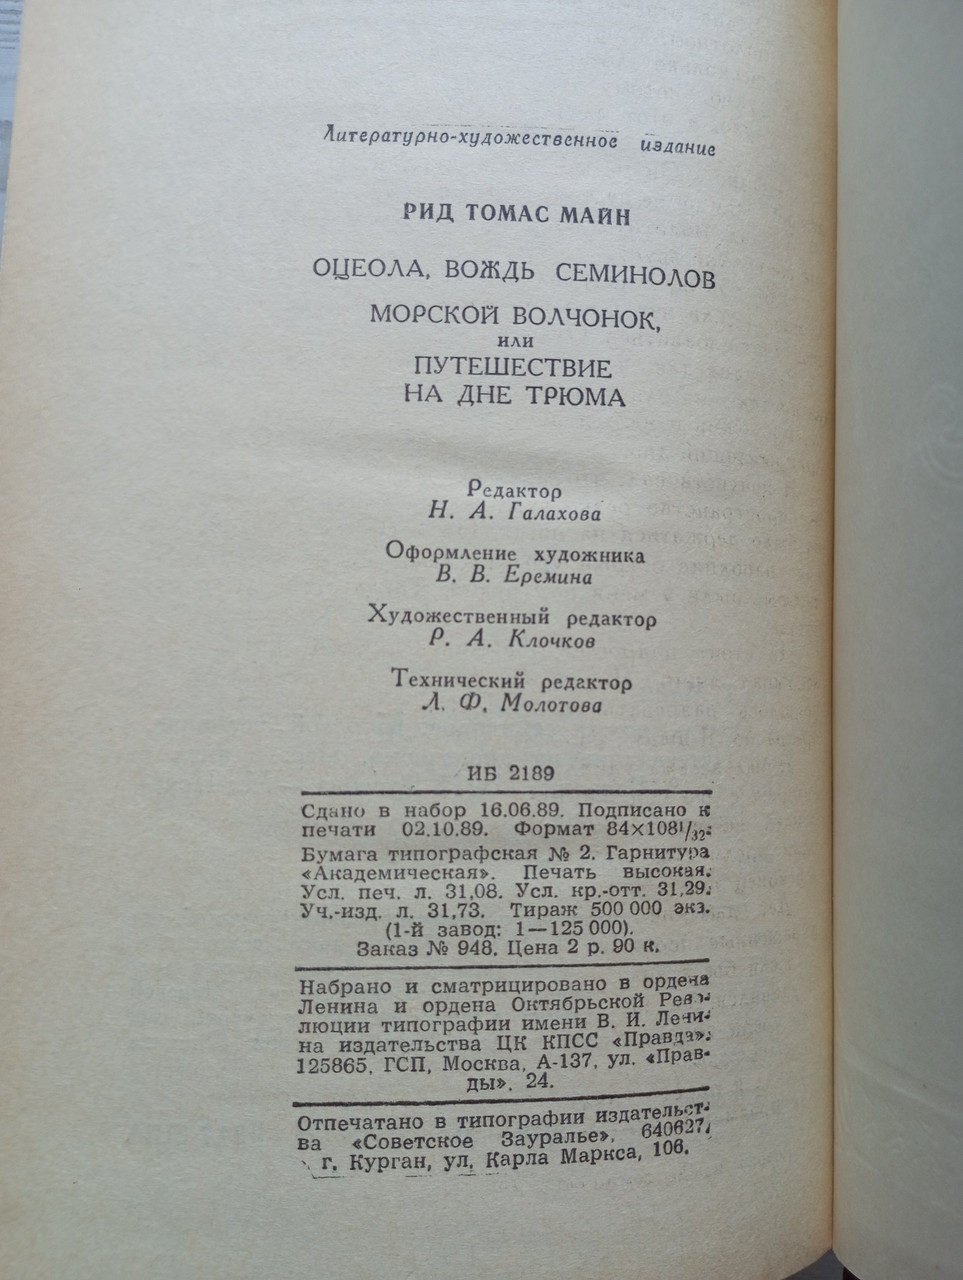 Литературно-художественное издание
РИД ТОМАС МАЙН
ОЦЕОЛА, ВОЖДЬ СЕМИНОЛОВ
МОРСКОЙ ВОЛЧОНОК,
ИЛИ
ПУТЕШЕСТВИЕ
НА ДНЕ ТРЮМА
Редактор
Н. А. Галахова
Оформление художника
В. В. Еремина
Художественный редактор
Р. А. Клочков
Технический редактор
Л. Ф. Молотова
ИБ 2189
Сдано в набор 16.06.89. Подписано к
печати 02.10.89. Формат 84×108¹/₃₂.
Бумага типографская № 2. Гарнитура
«Академическая». Печать высокая.
Усл. печ. л. 31,08. Усл. кр.-отт. 31,29.
Уч.-изд. л. 31,73. Тираж 500 000 экз.
(1-й завод: 1—125 000).
Заказ № 948. Цена 2 р. 90 к.
Набрано и сматрицировано в ордена
Ленина и ордена Октябрьской Рево-
люции типографии имени В. И. Лени-
на издательства ЦК КПСС «Правда».
125865, ГСП, Москва, А-137, ул. «Прав-
ды», 24.
Отпечатано в типографии издательст-
ва «Советское Зауралье», 640627,
г. Курган, ул. Карла Маркса, 106.